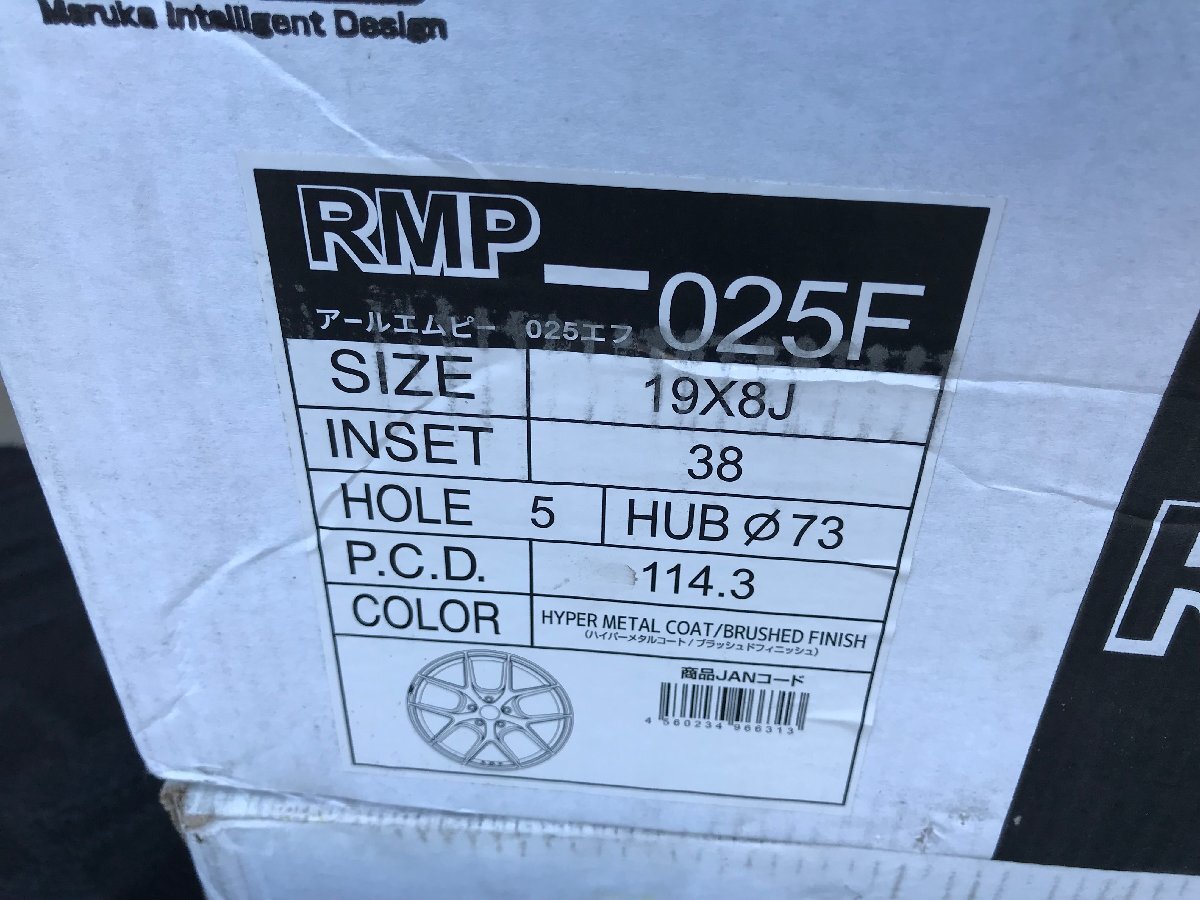 Maruka Intelligent Design
RMP-025F
アールエムピー 025エフ
SIZE 19X8J
INSET 38
HOLE 5 HUB Ø73
P.C.D. 114.3
COLOR HYPER METAL COAT/BRUSHED FINISH
(ハイパーメタルコート/ブラッシュドフィニッシュ)
商品JANコード
4 560234 966313
R